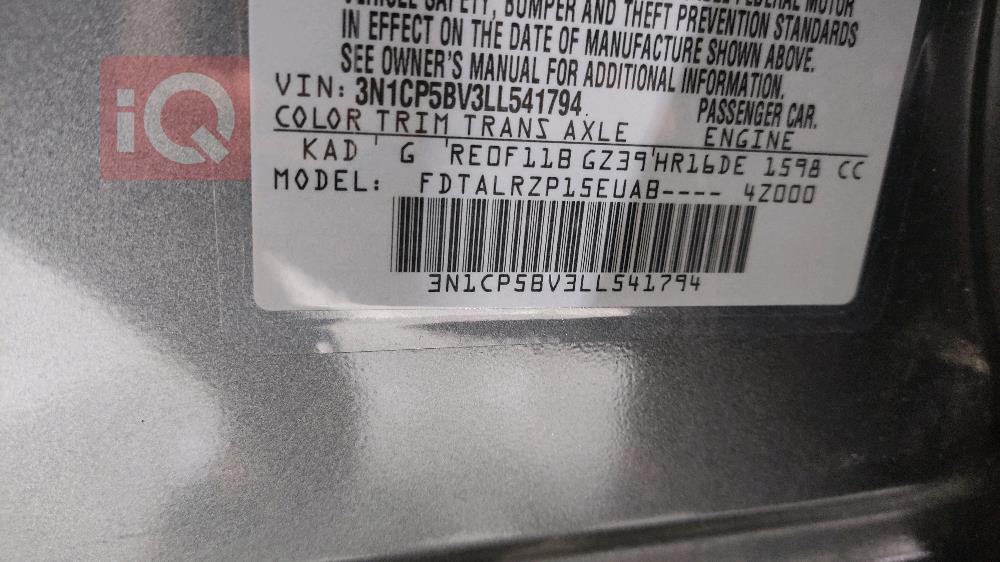 VEHICLE SAFETY, BUMPER AND THEFT PREVENTION STANDARDS
IN EFFECT ON THE DATE OF MANUFACTURE SHOWN ABOVE.
SEE OWNER'S MANUAL FOR ADDITIONAL INFORMATION.
VIN: 3N1CP5BV3LL541794 PASSENGER CAR.
COLOR TRIM TRANS AXLE ENGINE
KAD G RE0F11B GZ39 HR16DE 1598 CC
MODEL: FDTALRZP15EUAB---- 4Z000
3N1CP5BV3LL541794
iQ